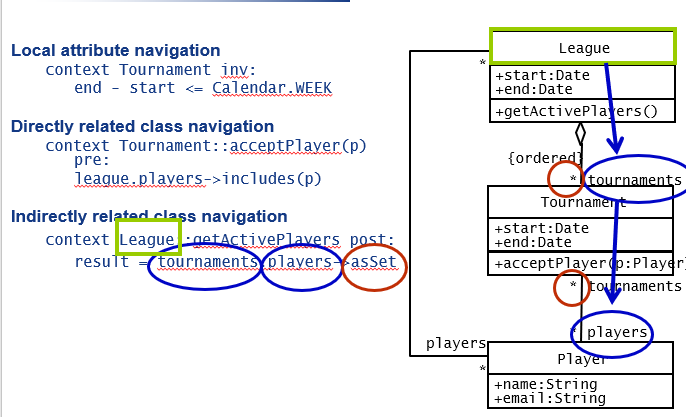 Local attribute navigation
context Tournament inv:
end - start <= Calendar.WEEK
Directly related class navigation
context Tournament::acceptPlayer(p)
pre:
league.players->includes(p)
Indirectly related class navigation
context League::getActivePlayers post:
result = tournaments.players->asSet
League
*
+start:Date
+end:Date
+getActivePlayers()
{ordered}
* tournaments
Tournament
+start:Date
+end:Date
+acceptPlayer(p:Player)
* tournaments
* players
players
*
Player
+name:String
+email:String